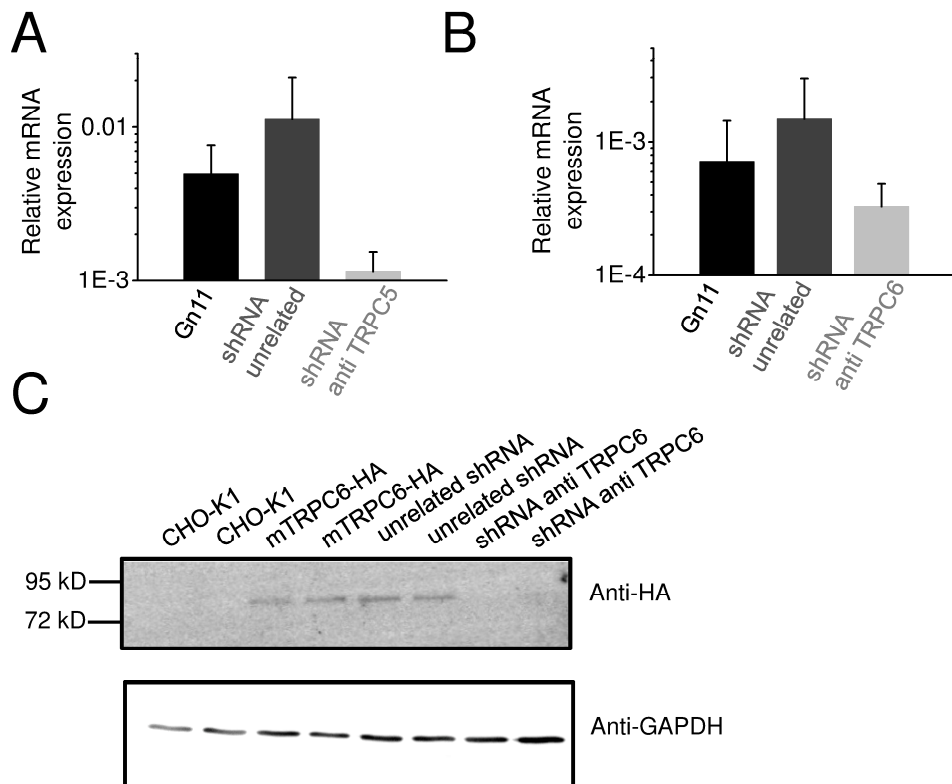 A
Relative mRNA
expression
0.01
1E-3
Gn11
shRNA
unrelated
shRNA
anti TRPC5
B
Relative mRNA
expression
1E-3
1E-4
Gn11
shRNA
unrelated
shRNA
anti TRPC6
C
CHO-K1
CHO-K1
mTRPC6-HA
mTRPC6-HA
unrelated shRNA
unrelated shRNA
shRNA anti TRPC6
shRNA anti TRPC6
95 kD
72 kD
Anti-HA
Anti-GAPDH